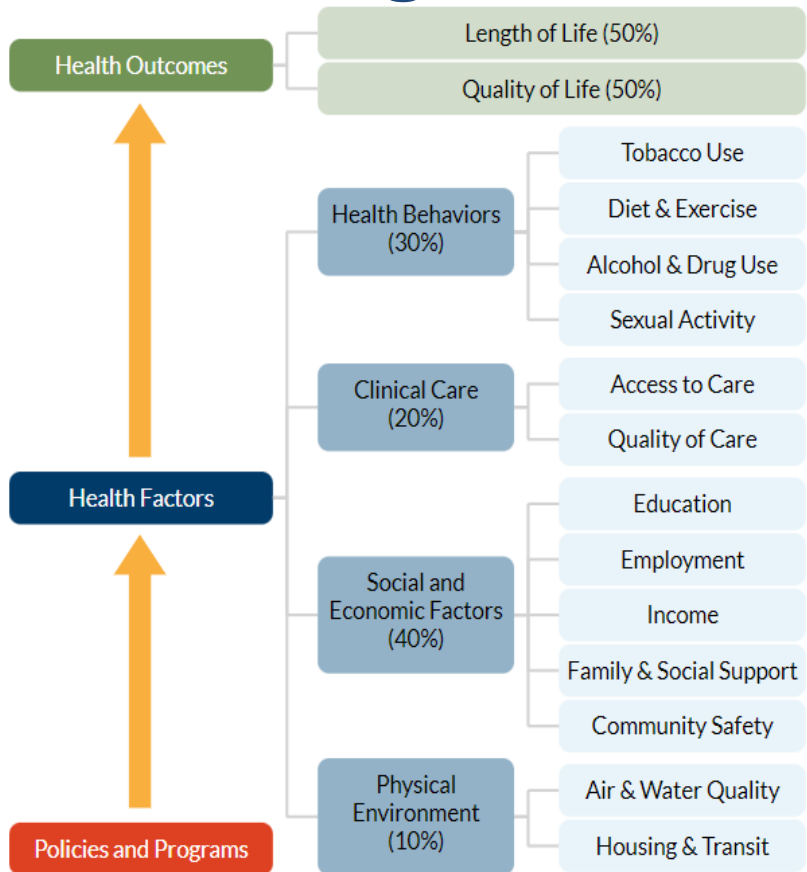 Health Outcomes
Length of Life (50%)
Quality of Life (50%)
Health Factors
Health Behaviors
(30%)
Tobacco Use
Diet & Exercise
Alcohol & Drug Use
Sexual Activity
Clinical Care
(20%)
Access to Care
Quality of Care
Social and
Economic Factors
(40%)
Education
Employment
Income
Family & Social Support
Community Safety
Physical
Environment
(10%)
Air & Water Quality
Housing & Transit
Policies and Programs